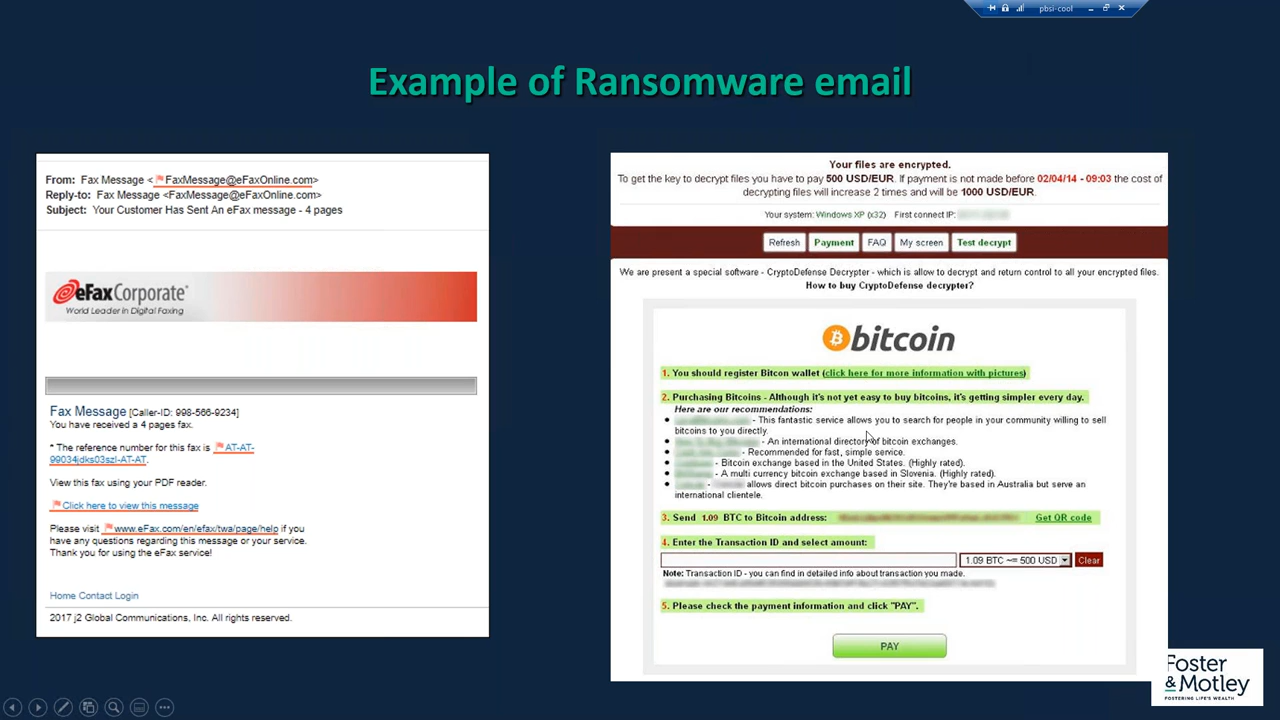 pbsi-cool
Example of Ransomware email
From: Fax Message < FaxMessage@eFaxOnline.com>
Reply-to: Fax Message <FaxMessage@eFaxOnline.com>
Subject: Your Customer Has Sent An eFax message - 4 pages
eFaxCorporate®
World Leader in Digital Faxing
Fax Message [Caller-ID: 998-566-9234]
You have received a 4 pages fax.
* The reference number for this fax is AT-AT-
99034jdks03szl-AT-AT.
View this fax using your PDF reader.
Click here to view this message
Please visit www.eFax.com/en/efax/twa/page/help if you
have any questions regarding this message or your service.
Thank you for using the eFax service!
Home Contact Login
2017 j2 Global Communications, Inc. All rights reserved.
Your files are encrypted.
To get the key to decrypt files you have to pay 500 USD/EUR. If payment is not made before 02/04/14 - 09:03 the cost of
decrypting files will increase 2 times and will be 1000 USD/EUR.
Your system: Windows XP (x32) First connect IP:
Refresh Payment FAQ My screen Test decrypt
We are present a special software - CryptoDefense Decrypter - which is allow to decrypt and return control to all your encrypted files.
How to buy CryptoDefense decrypter?
bitcoin
1. You should register Bitcon wallet (click here for more information with pictures)
2. Purchasing Bitcoins - Although it's not yet easy to buy bitcoins, it's getting simpler every day.
Here are our recommendations:
- This fantastic service allows you to search for people in your community willing to sell
bitcoins to you directly.
- An international directory of bitcoin exchanges.
- Recommended for fast, simple service.
- Bitcoin exchange based in the United States. (Highly rated).
- A multi currency bitcoin exchange based in Slovenia. (Highly rated).
- allows direct bitcoin purchases on their site. They're based in Australia but serve an
international clientele.
3. Send 1.09 BTC to Bitcoin address: Get QR code
4. Enter the Transaction ID and select amount:
1.09 BTC ~= 500 USD Clear
Note: Transaction ID - you can find in detailed info about transaction you made.
5. Please check the payment information and click "PAY".
PAY
Foster
& Motley
FOSTERING LIFE'S WEALTH